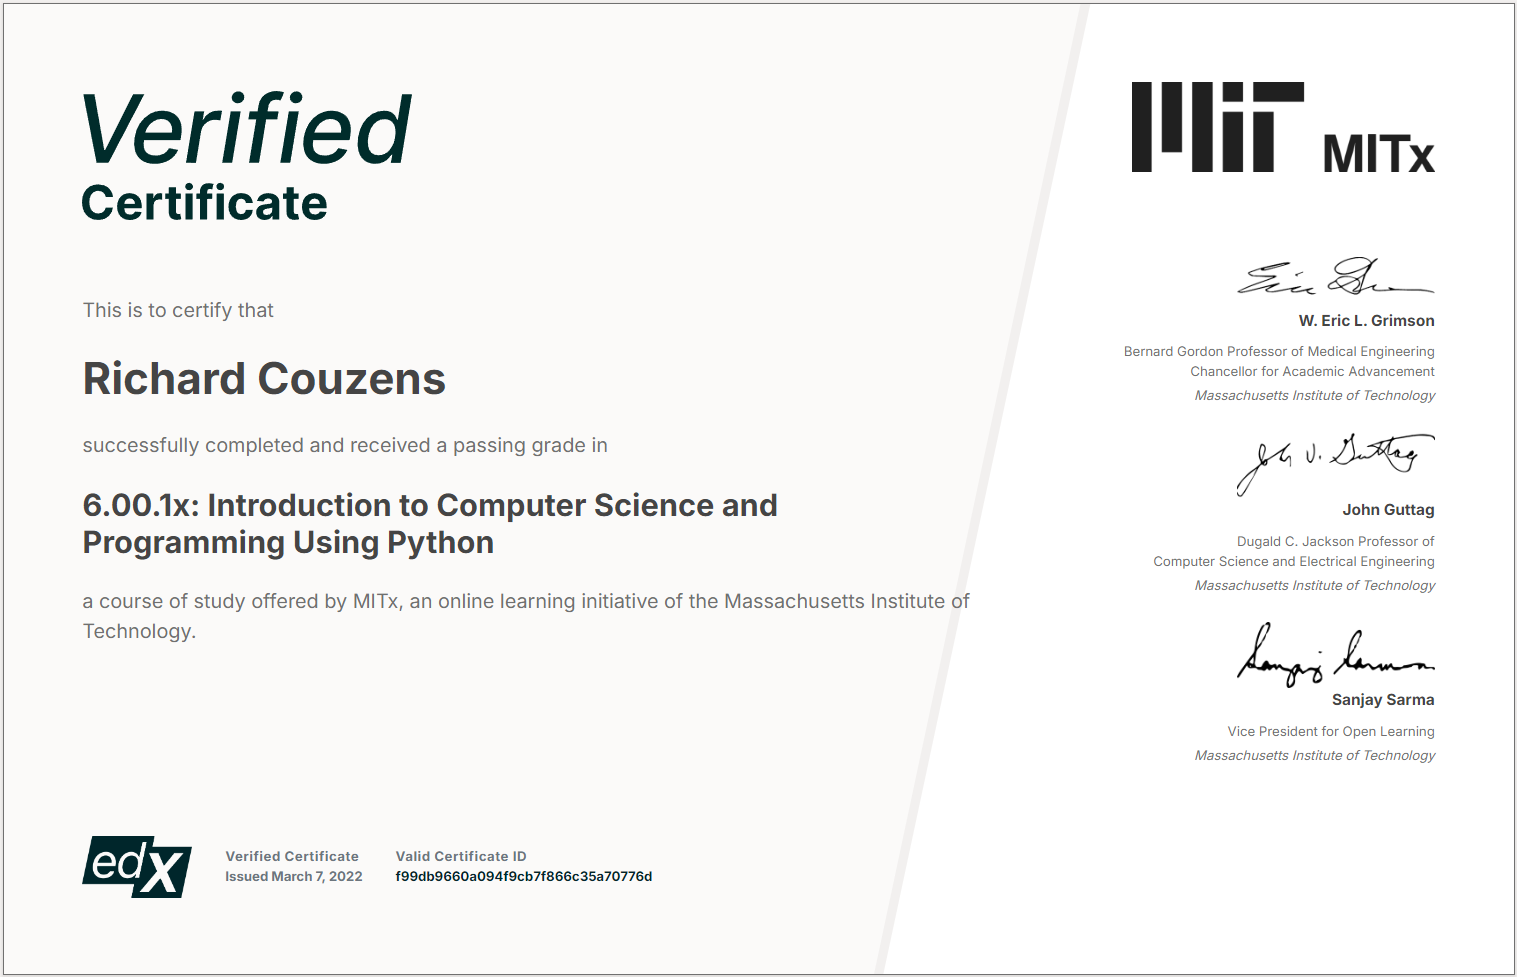 Verified
Certificate
This is to certify that
Richard Couzens
successfully completed and received a passing grade in
6.00.1x: Introduction to Computer Science and
Programming Using Python
a course of study offered by MITx, an online learning initiative of the Massachusetts Institute of
Technology.
edX
Verified Certificate
Issued March 7, 2022
Valid Certificate ID
f99db9660a094f9cb7f866c35a70776d
MIT MITx
Eric
W. Eric L. Grimson
Bernard Gordon Professor of Medical Engineering
Chancellor for Academic Advancement
Massachusetts Institute of Technology
John V. Guttag
John Guttag
Dugald C. Jackson Professor of
Computer Science and Electrical Engineering
Massachusetts Institute of Technology
Sanjay Sarma
Sanjay Sarma
Vice President for Open Learning
Massachusetts Institute of Technology